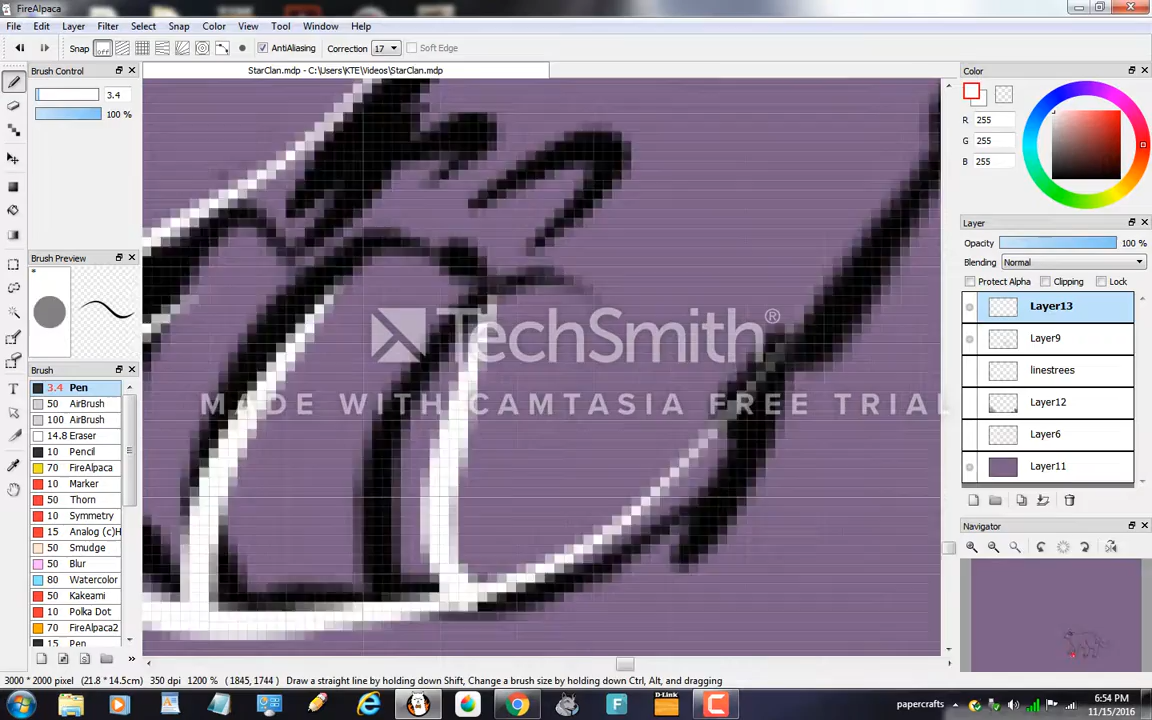 FireAlpaca
File Edit Layer Filter Select Snap Color View Tool Window Help
Snap off AntiAliasing Correction 17 Soft Edge
Brush Control
3.4
100 %
StarClan.mdp - C:\Users\KTE\Videos\StarClan.mdp
Brush Preview
Brush
3.4 Pen
50 AirBrush
100 AirBrush
14.8 Eraser
10 Pencil
70 FireAlpaca
10 Marker
50 Thorn
10 Symmetry
15 Analog (c)H
50 Smudge
50 Blur
80 Watercolor
50 Kakeami
10 Polka Dot
70 FireAlpaca2
15 Pen
TechSmith®
MADE WITH CAMTASIA FREE TRIAL
Color
R 255
G 255
B 255
Layer
Opacity 100 %
Blending Normal
Protect Alpha Clipping Lock
Layer13
Layer9
linestrees
Layer12
Layer6
Layer11
Navigator
3000 * 2000 pixel (21.8 * 14.5cm) 350 dpi 1200 % (1845, 1744) Draw a straight line by holding down Shift, Change a brush size by holding down Ctrl, Alt, and dragging
D-Link
papercrafts
6:54 PM
11/15/2016